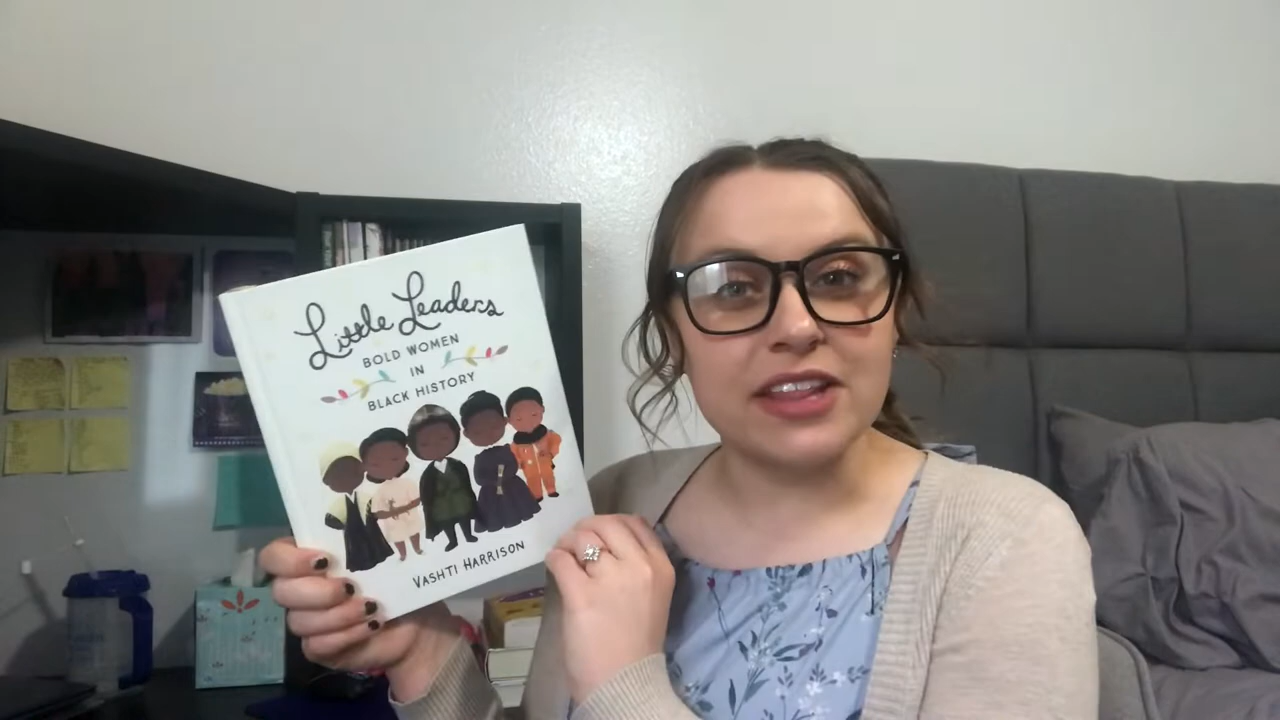 Little Leaders
BOLD WOMEN
IN
BLACK HISTORY
VASHTI HARRISON